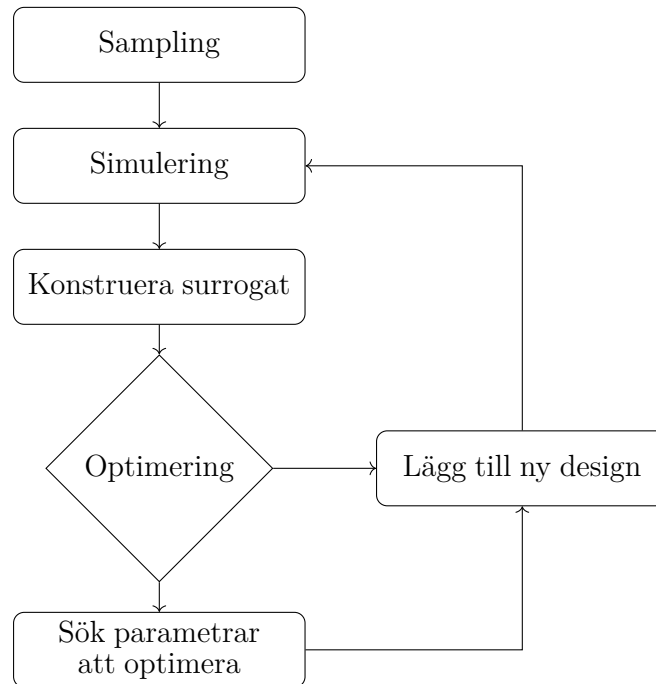 Sampling
Simulering
Konstruera surrogat
Optimering
Lägg till ny design
Sök parametrar
att optimera